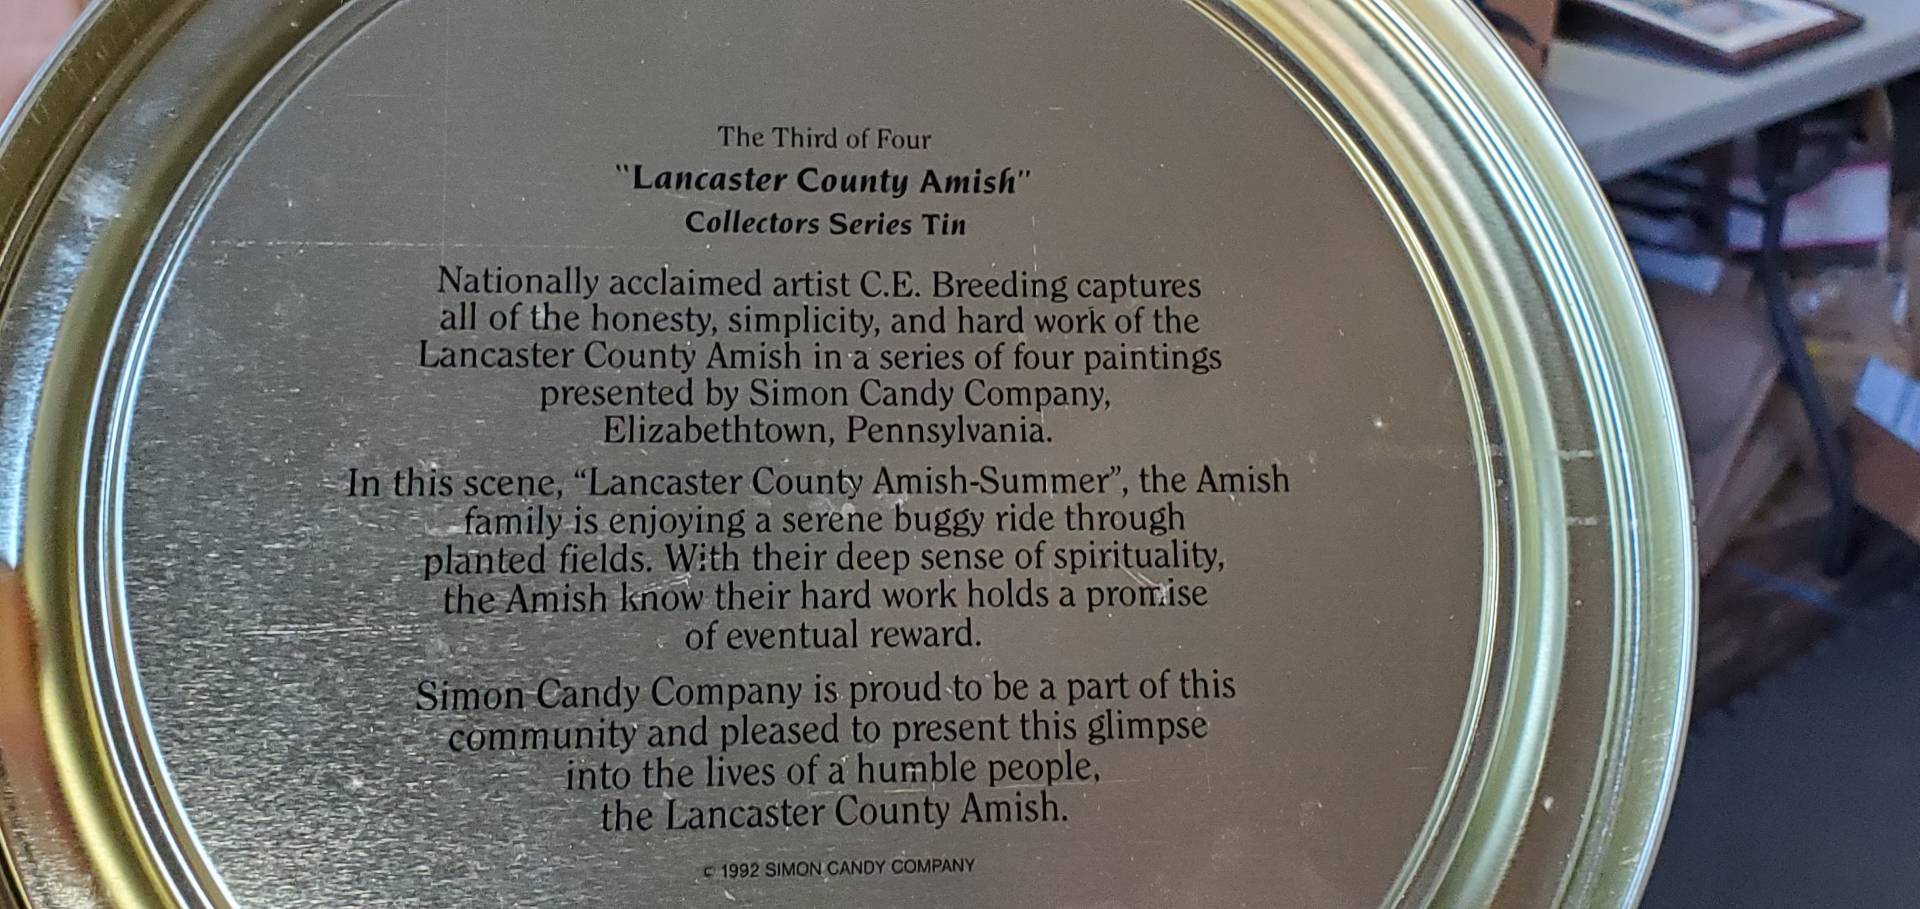 The Third of Four
"Lancaster County Amish"
Collectors Series Tin
Nationally acclaimed artist C.E. Breeding captures
all of the honesty, simplicity, and hard work of the
Lancaster County Amish in a series of four paintings
presented by Simon Candy Company,
Elizabethtown, Pennsylvania.
In this scene, “Lancaster County Amish-Summer”, the Amish
family is enjoying a serene buggy ride through
planted fields. With their deep sense of spirituality,
the Amish know their hard work holds a promise
of eventual reward.
Simon Candy Company is proud to be a part of this
community and pleased to present this glimpse
into the lives of a humble people,
the Lancaster County Amish.
© 1992 SIMON CANDY COMPANY